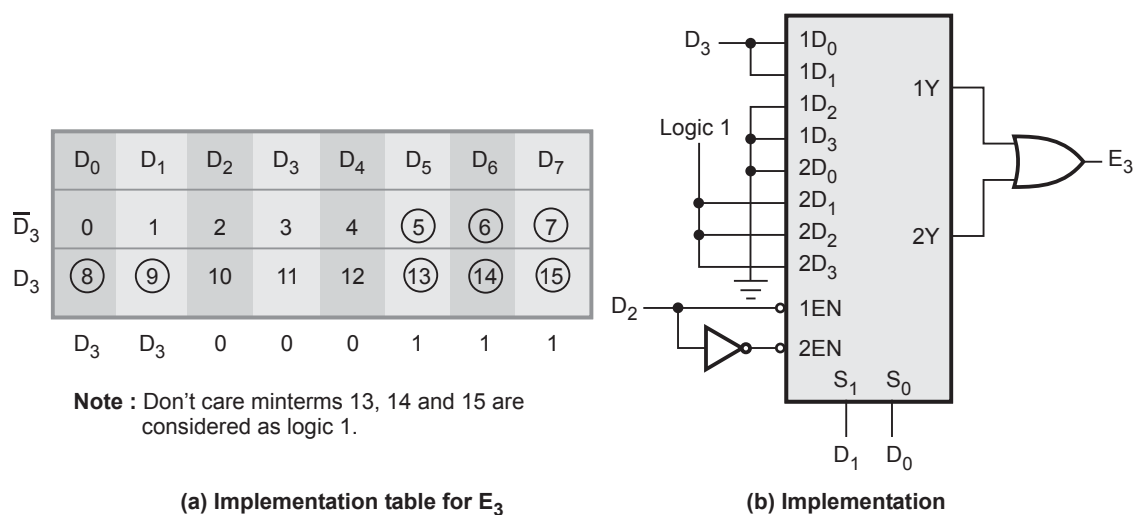 D₀ D₁ D₂ D₃ D₄ D₅ D₆ D₇
D̅₃ 0 1 2 3 4 5 6 7
D₃ 8 9 10 11 12 13 14 15
D₃ D₃ 0 0 0 1 1 1
Note : Don't care minterms 13, 14 and 15 are
considered as logic 1.
(a) Implementation table for E₃
D₃
1D₀
1D₁
1D₂
1D₃
2D₀
2D₁
2D₂
2D₃
1EN
2EN
Logic 1
D₂
1Y
2Y
E₃
S₁ S₀
D₁ D₀
(b) Implementation